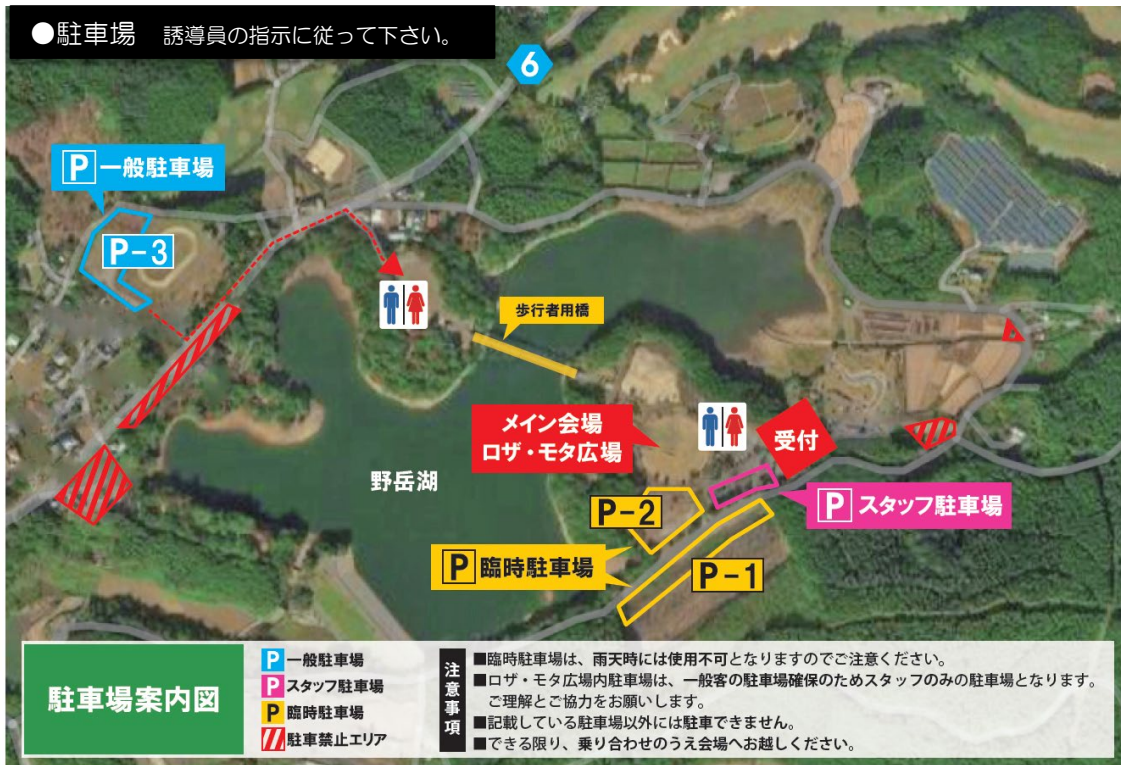 ●駐車場 誘導員の指示に従って下さい。
6
P 一般駐車場
P-3
歩行者用橋
メイン会場
ロザ・モタ広場
受付
野岳湖
P-2
P スタッフ駐車場
P 臨時駐車場
P-1
駐車場案内図
P 一般駐車場
P スタッフ駐車場
P 臨時駐車場
駐車禁止エリア
注意事項
■臨時駐車場は、雨天時には使用不可となりますのでご注意ください。
■ロザ・モタ広場内駐車場は、一般客の駐車場確保のためスタッフのみの駐車場となります。
ご理解とご協力をお願いします。
■記載している駐車場以外には駐車できません。
■できる限り、乗り合わせのうえ会場へお越しください。